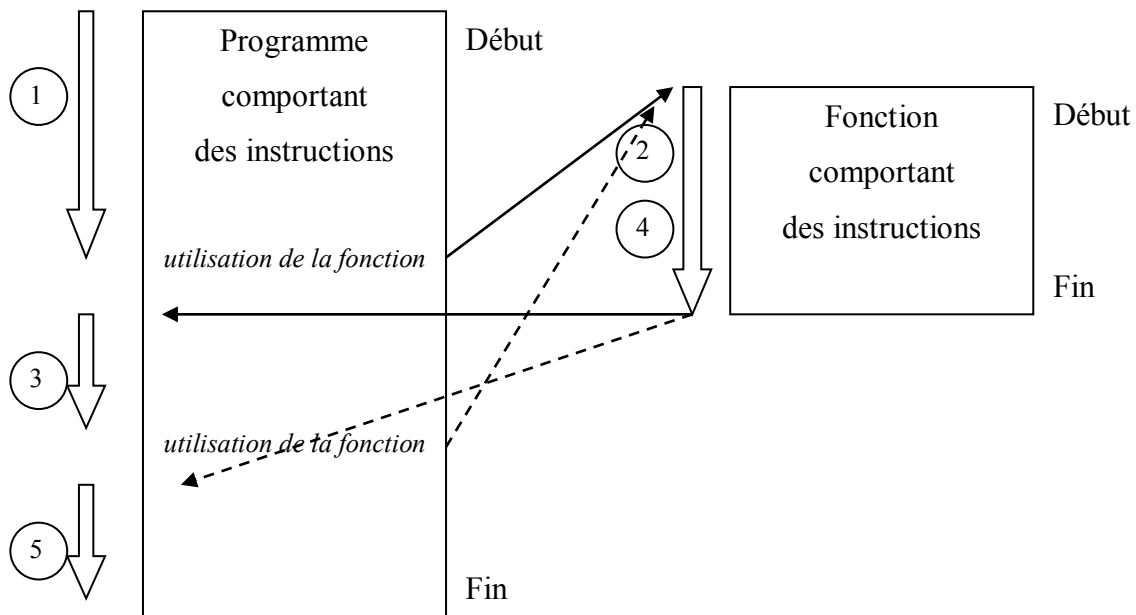 Programme
comportant
des instructions
Début
1
utilisation de la fonction
2
4
Fonction
comportant
des instructions
Début
Fin
3
utilisation de la fonction
5
Fin